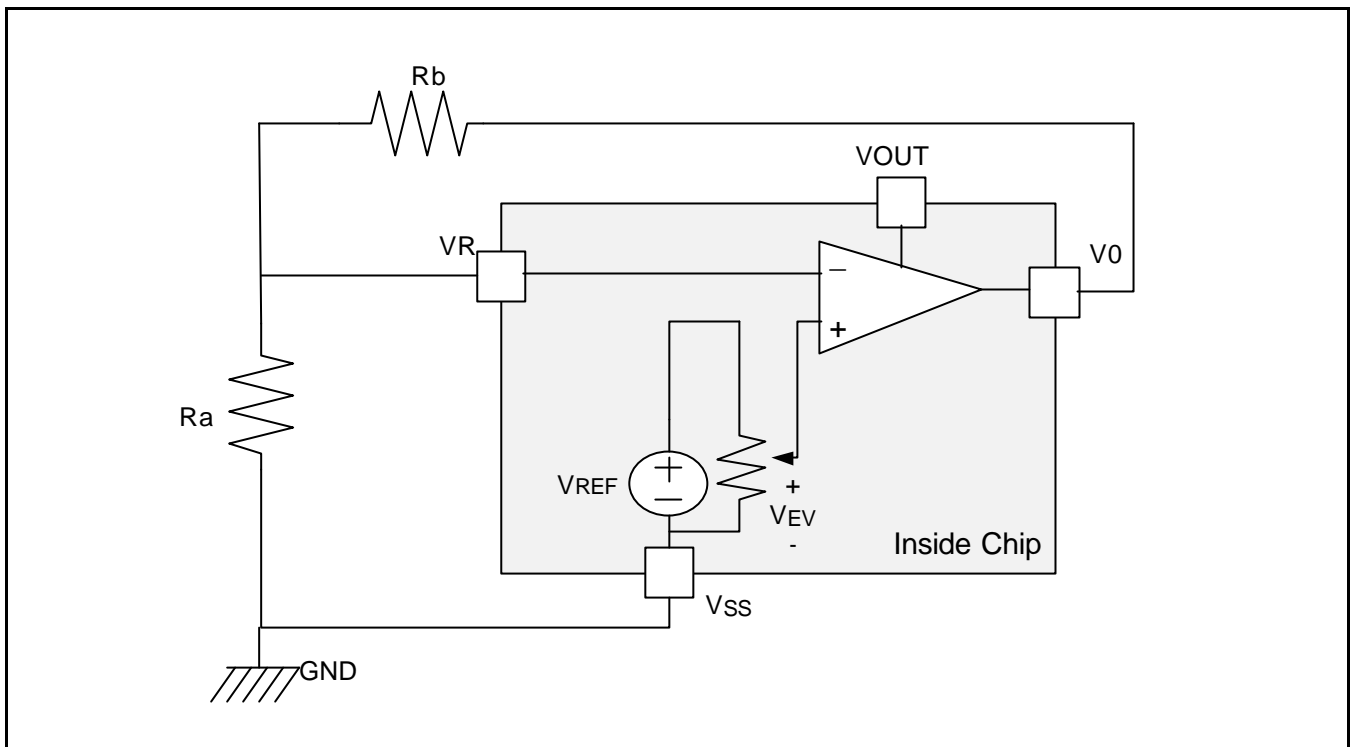 Rb
VOUT
VR
V0
−
+
Ra
+
−
VREF
+
VEV
-
Inside Chip
VSS
GND